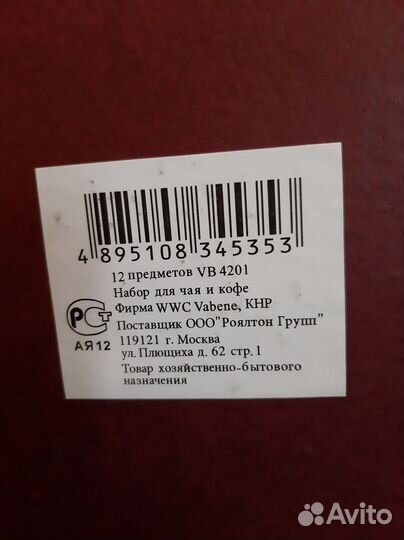 4 895108 345353
12 предметов VB 4201
Набор для чая и кофе
Фирма WWC Vabene, КНР
Поставщик ООО"Роялтон Групп"
119121 г. Москва
ул. Плющиха д. 62 стр.1
Товар хозяйственно-бытового
назначения
РСТ
АЯ12
Avito